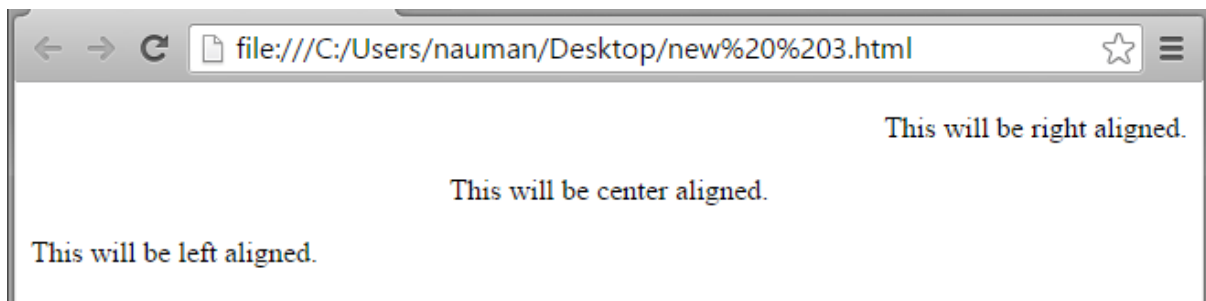 file:///C:/Users/nauman/Desktop/new%20%203.html
This will be right aligned.
This will be center aligned.
This will be left aligned.